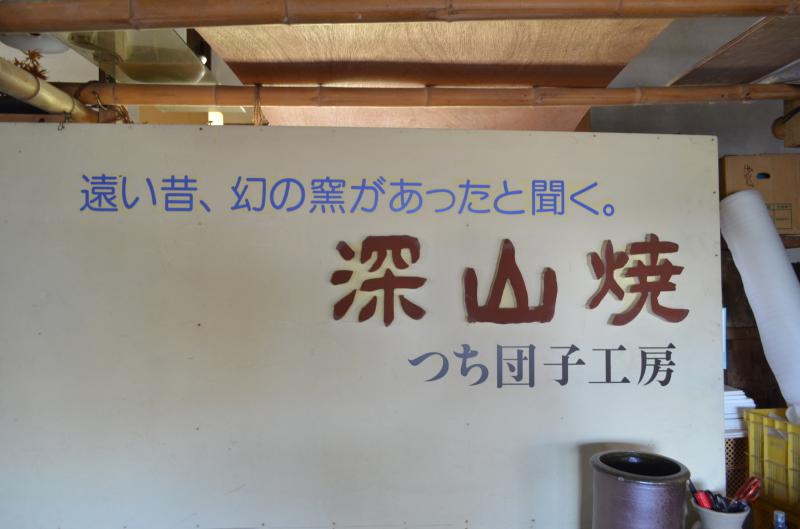 遠い昔、幻の窯があったと聞く。
深山焼
つち団子工房